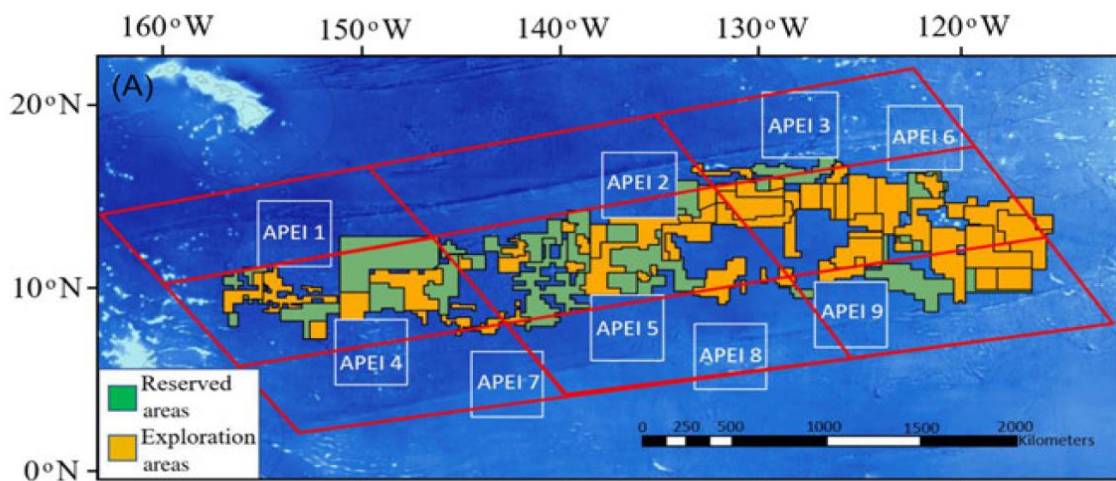 160°W 150°W 140°W 130°W 120°W
(A)
20°N
10°N
0°N
APEI 3
APEI 6
APEI 2
APEI 1
APEI 5
APEI 9
APEI 4
APEI 8
APEI 7
Reserved
areas
Exploration
areas
0 250 500 1000 1500 2000
Kilometers